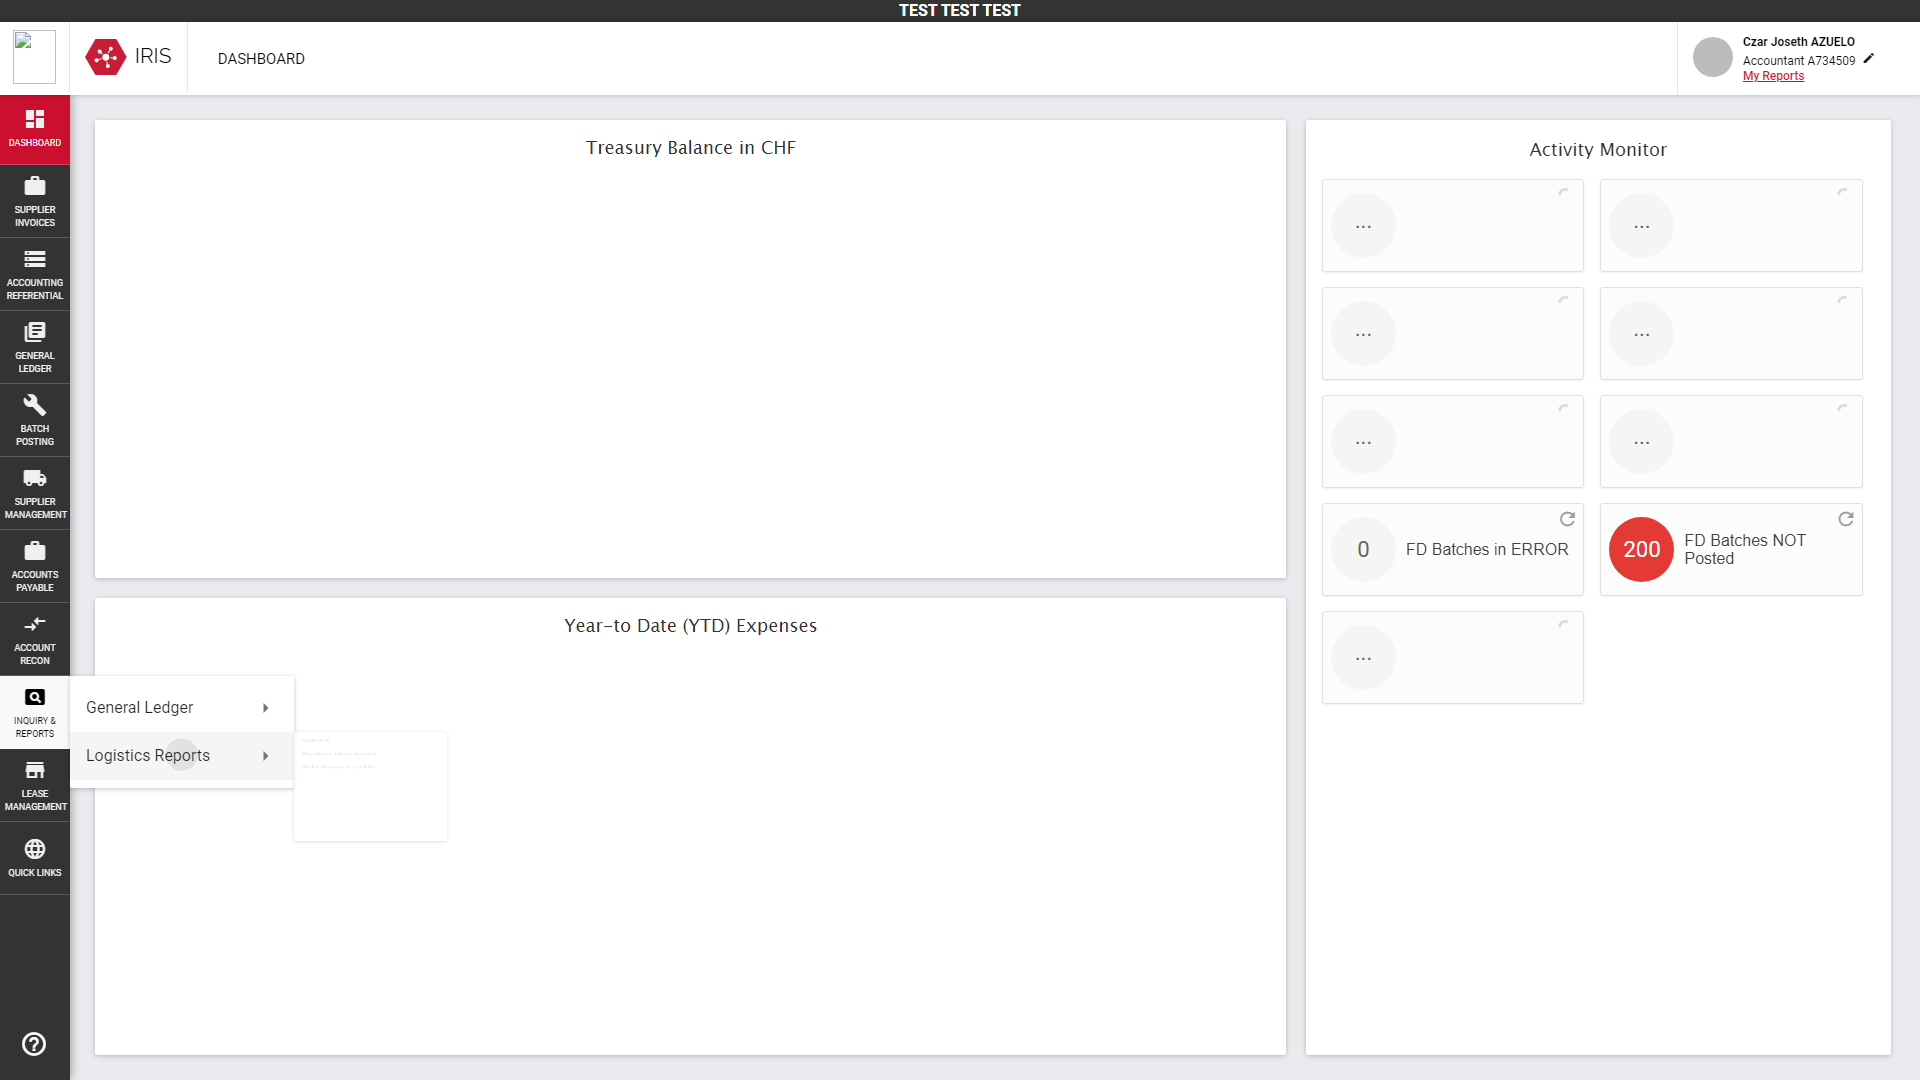 TEST TEST TEST
IRIS
DASHBOARD
Czar Joseth AZUELO
Accountant A734509
My Reports
DASHBOARD
SUPPLIER
INVOICES
ACCOUNTING
REFERENTIAL
GENERAL
LEDGER
BATCH
POSTING
SUPPLIER
MANAGEMENT
ACCOUNTS
PAYABLE
ACCOUNT
RECON
INQUIRY &
REPORTS
LEASE
MANAGEMENT
QUICK LINKS
General Ledger
Logistics Reports
Treasury Balance in CHF
Year-to Date (YTD) Expenses
Activity Monitor
...
...
...
...
...
...
0 FD Batches in ERROR
200 FD Batches NOT
Posted
...